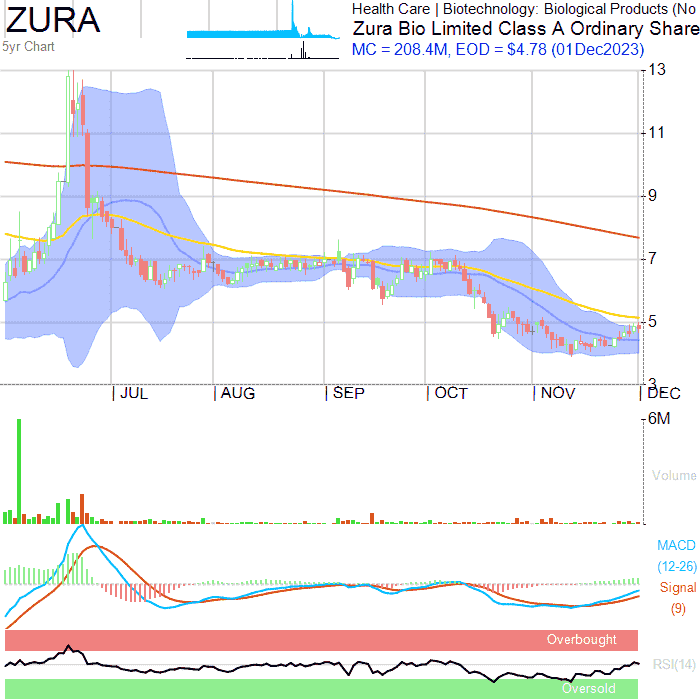 ZURA
5yr Chart
Health Care | Biotechnology: Biological Products (No
Zura Bio Limited Class A Ordinary Share
MC = 208.4M, EOD = $4.78 (01Dec2023)
13
11
9
7
5
3
JUL
AUG
SEP
OCT
NOV
DEC
6M
Volume
MACD
(12-26)
Signal
(9)
Overbought
RSI(14)
Oversold